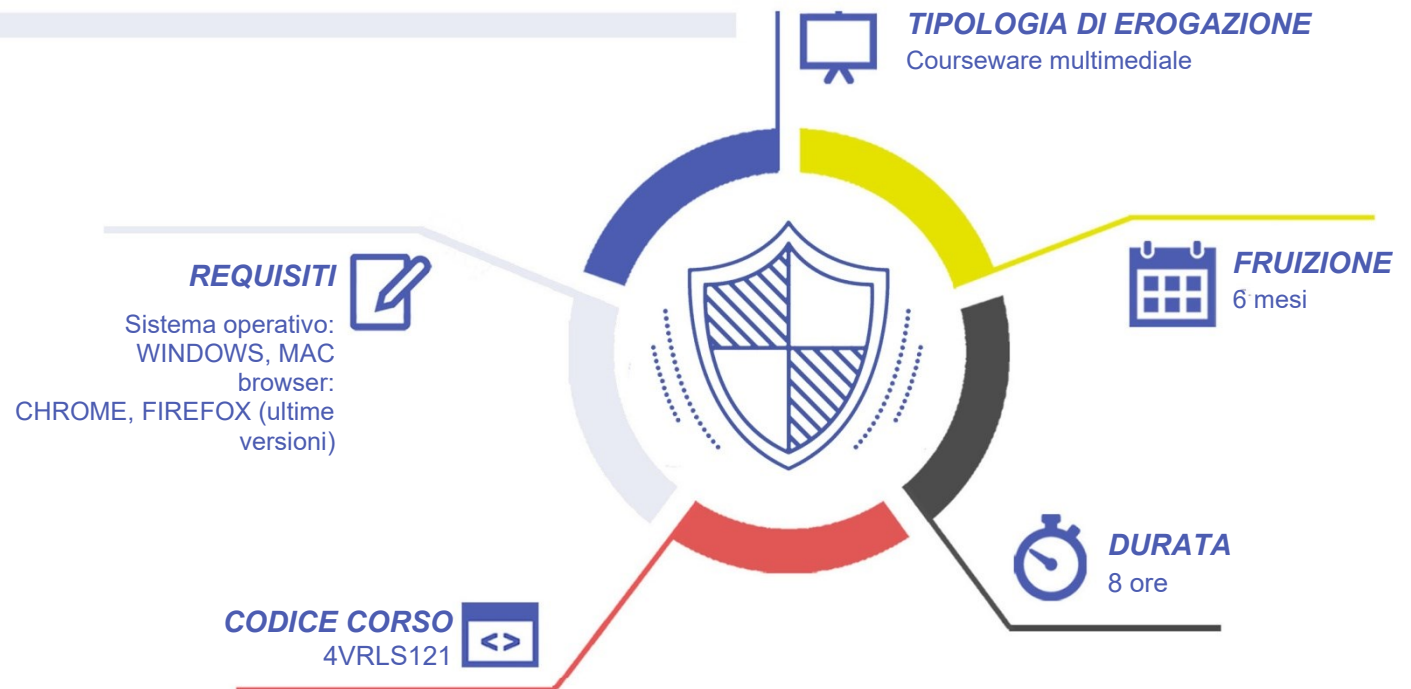 TIPOLOGIA DI EROGAZIONE
Courseware multimediale
REQUISITI
Sistema operativo:
WINDOWS, MAC
browser:
CHROME, FIREFOX (ultime
versioni)
FRUIZIONE
6 mesi
DURATA
8 ore
CODICE CORSO
4VRLS121
<>